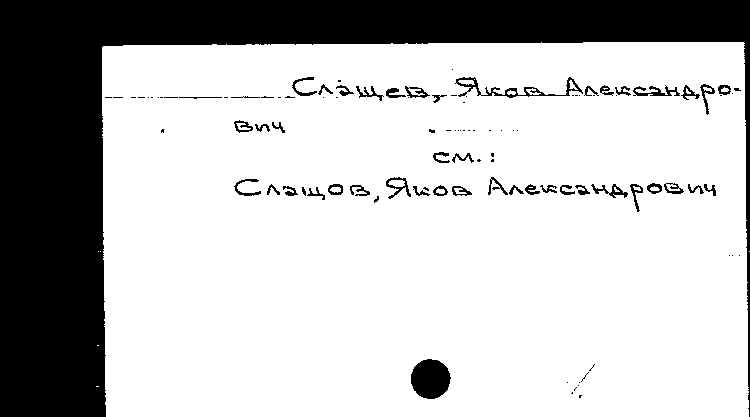 Слащев, Яков Александро-
вич
см.:
Слащов, Яков Александрович